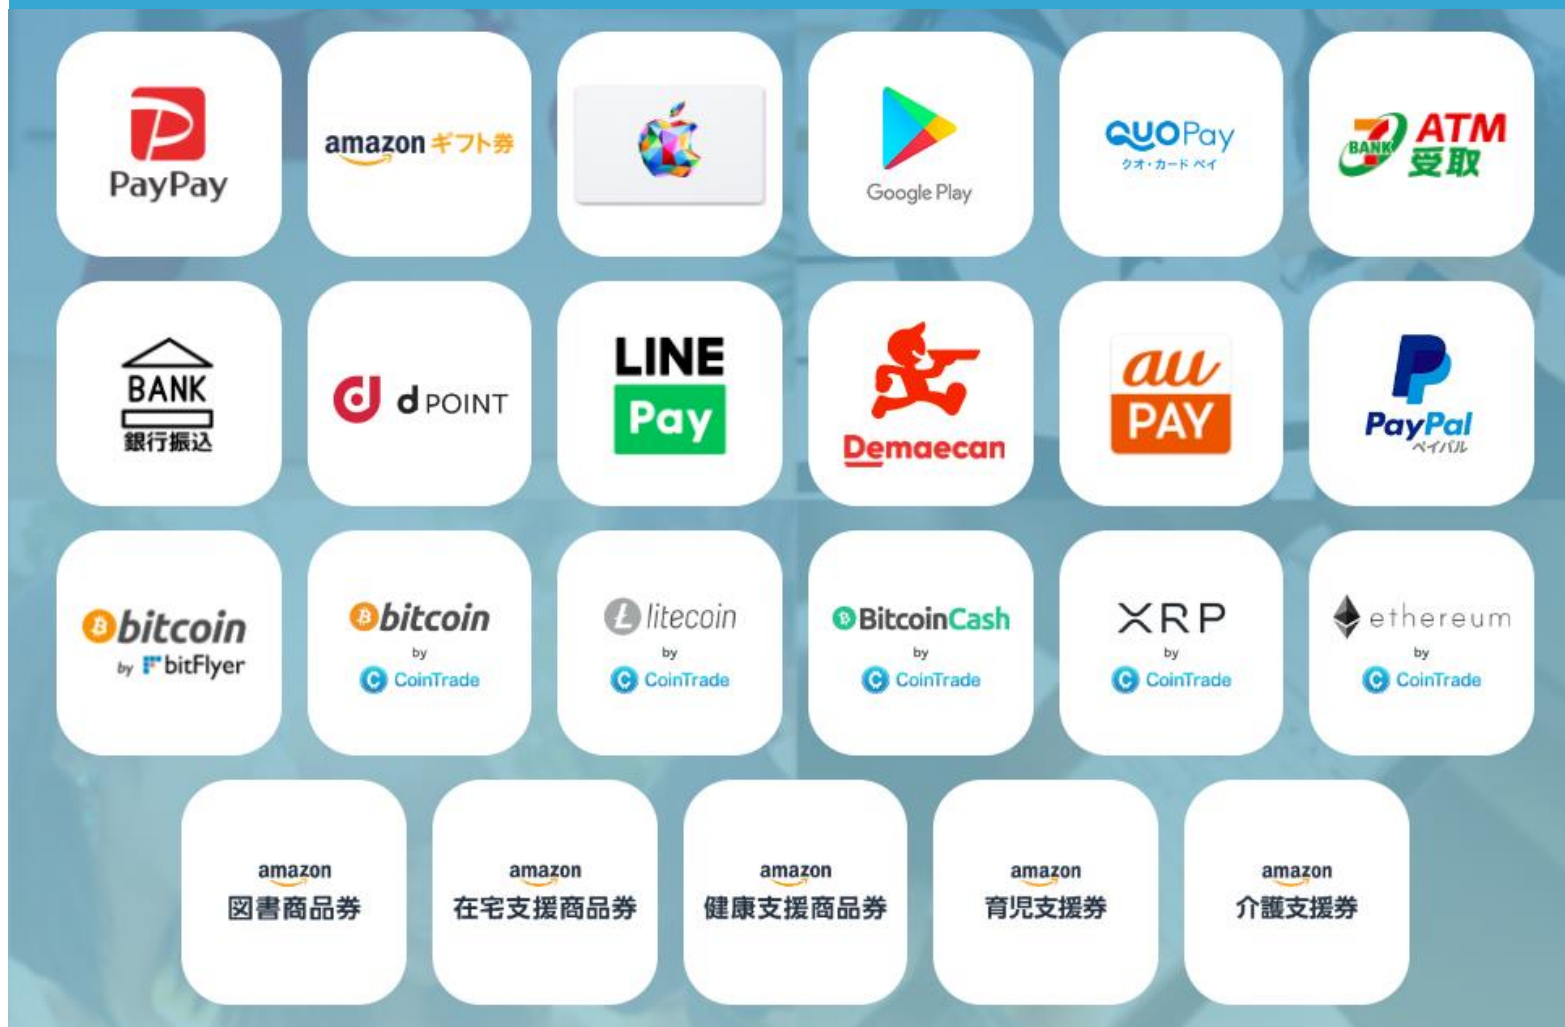 PayPay
amazon ギフト券
Google Play
QUO Pay
クオ・カード ペイ
7 BANK
ATM
受取
BANK
銀行振込
d POINT
LINE
Pay
Demaecan
au
PAY
PayPal
ペイパル
bitcoin
by bitFlyer
bitcoin
by
CoinTrade
litecoin
by
CoinTrade
BitcoinCash
by
CoinTrade
XRP
by
CoinTrade
ethereum
by
CoinTrade
amazon
図書商品券
amazon
在宅支援商品券
amazon
健康支援商品券
amazon
育児支援券
amazon
介護支援券